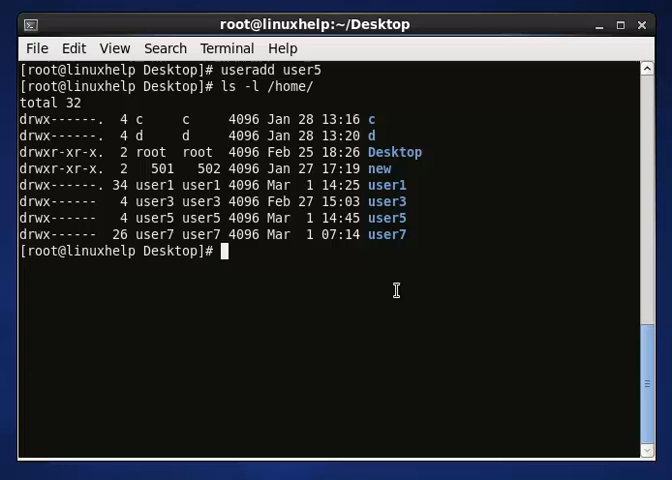 root@linuxhelp:~/Desktop
File Edit View Search Terminal Help
[root@linuxhelp Desktop]# useradd user5
[root@linuxhelp Desktop]# ls -l /home/
total 32
drwx------. 4 c c 4096 Jan 28 13:16 c
drwx------. 4 d d 4096 Jan 28 13:20 d
drwxr-xr-x. 2 root root 4096 Feb 25 18:26 Desktop
drwxr-xr-x. 2 501 502 4096 Jan 27 17:19 new
drwx------. 34 user1 user1 4096 Mar 1 14:25 user1
drwx------ 4 user3 user3 4096 Feb 27 15:03 user3
drwx------ 4 user5 user5 4096 Mar 1 14:45 user5
drwx------ 26 user7 user7 4096 Mar 1 07:14 user7
[root@linuxhelp Desktop]#